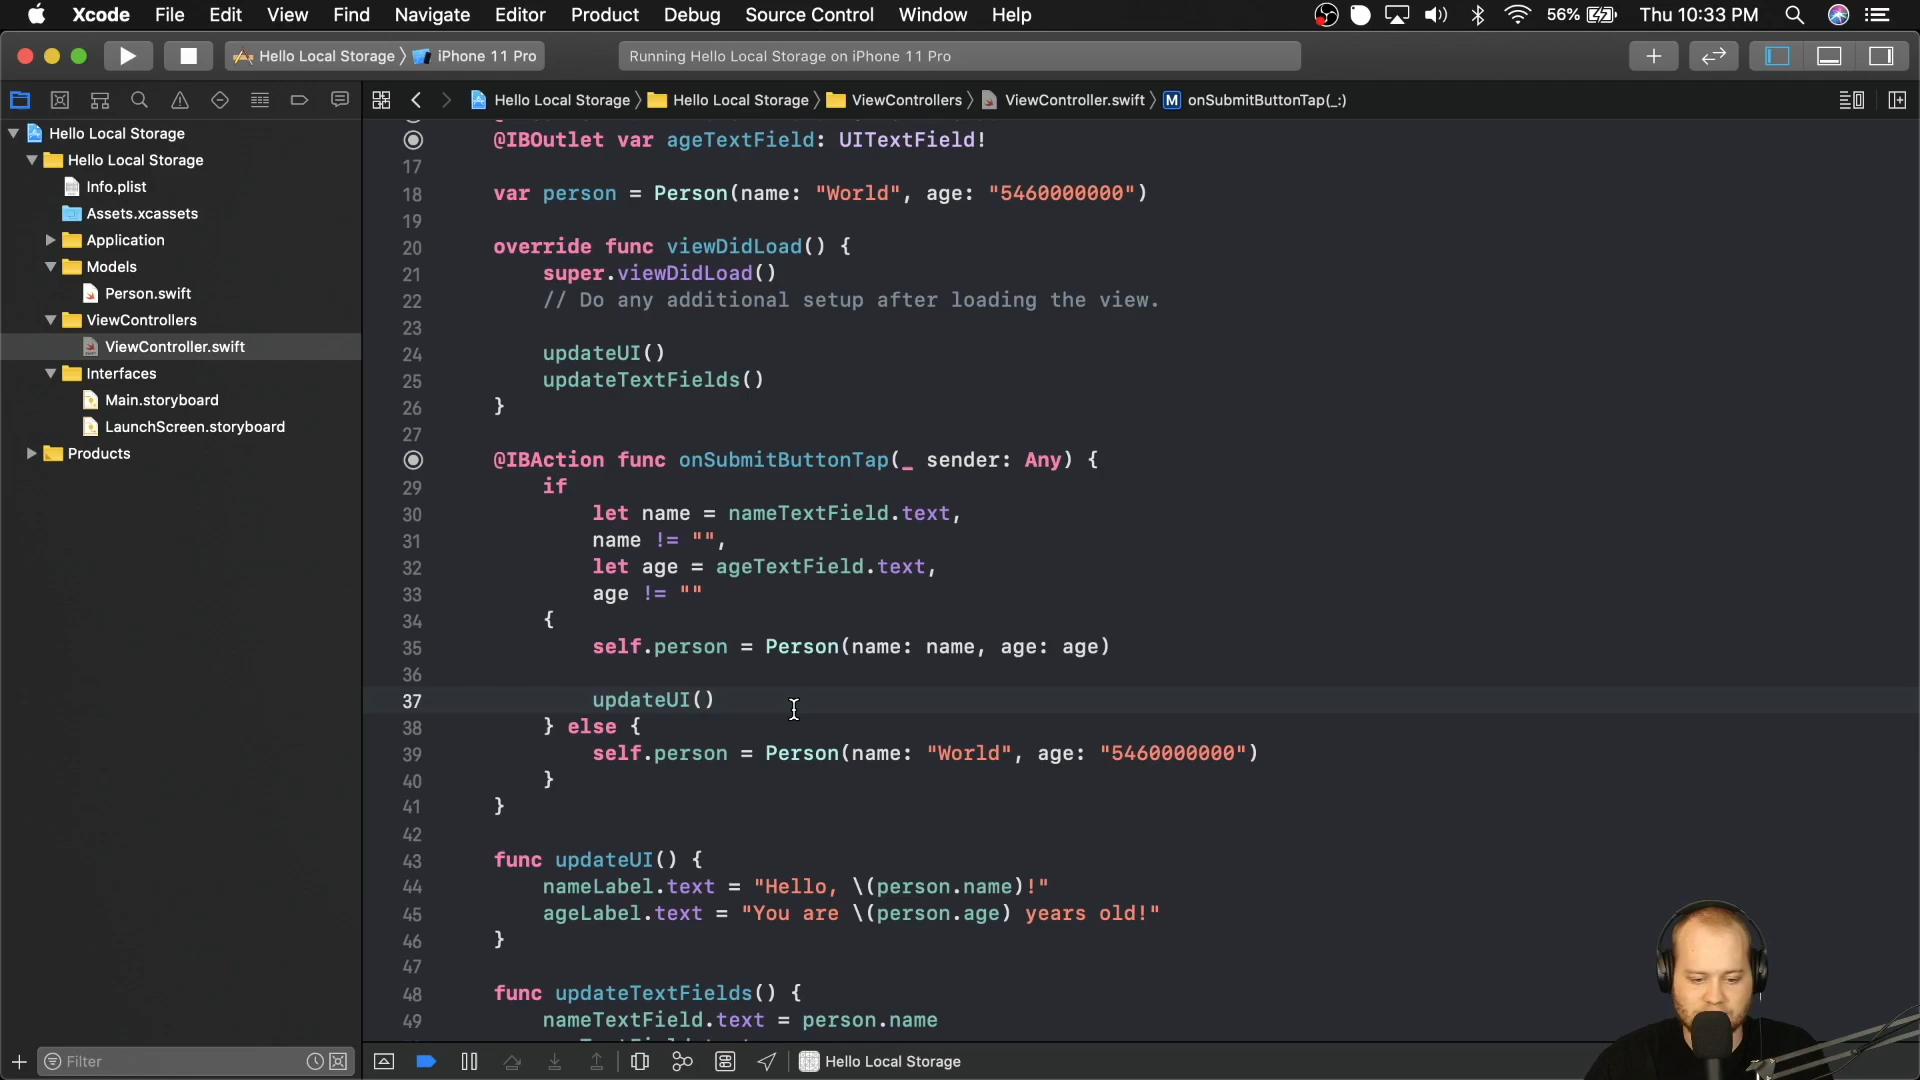 Xcode File Edit View Find Navigate Editor Product Debug Source Control Window Help 56% Thu 10:33 PM
Hello Local Storage iPhone 11 Pro Running Hello Local Storage on iPhone 11 Pro
Hello Local Storage Hello Local Storage ViewControllers ViewController.swift M onSubmitButtonTap(_:)
Hello Local Storage
Hello Local Storage
Info.plist
Assets.xcassets
Application
Models
Person.swift
ViewControllers
ViewController.swift
Interfaces
Main.storyboard
LaunchScreen.storyboard
Products
@IBOutlet var ageTextField: UITextField!
17
18 var person = Person(name: "World", age: "5460000000")
19
20 override func viewDidLoad() {
21 super.viewDidLoad()
22 // Do any additional setup after loading the view.
23
24 updateUI()
25 updateTextFields()
26 }
27
@IBAction func onSubmitButtonTap(_ sender: Any) {
29 if
30 let name = nameTextField.text,
31 name != "",
32 let age = ageTextField.text,
33 age != ""
34 {
35 self.person = Person(name: name, age: age)
36
37 updateUI()
38 } else {
39 self.person = Person(name: "World", age: "5460000000")
40 }
41 }
42
43 func updateUI() {
44 nameLabel.text = "Hello, \(person.name)!"
45 ageLabel.text = "You are \(person.age) years old!"
46 }
47
48 func updateTextFields() {
49 nameTextField.text = person.name
Filter Hello Local Storage